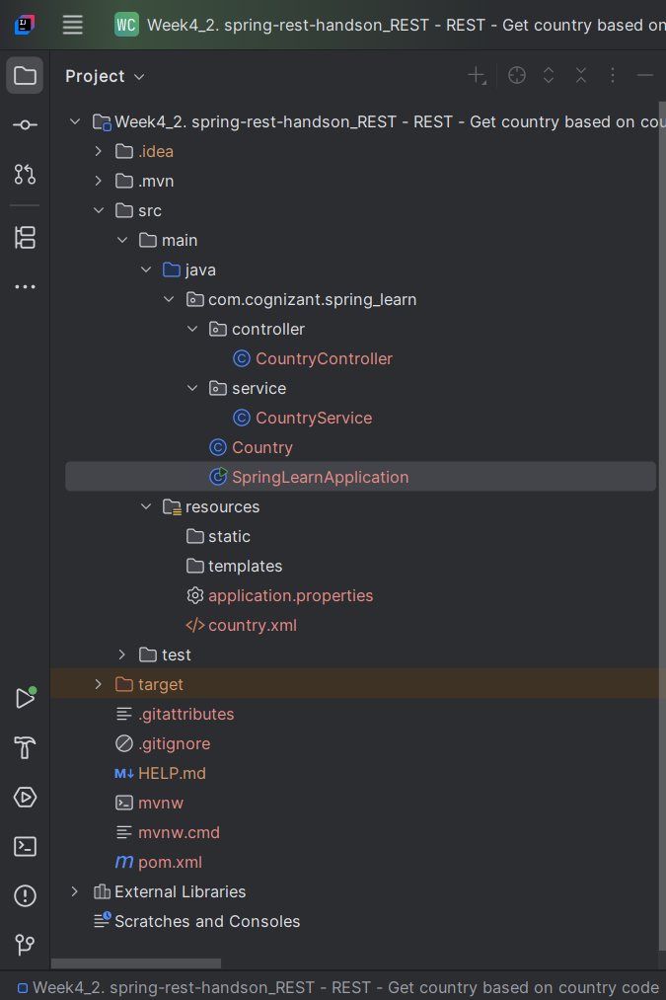 WC Week4_2. spring-rest-handson_REST - REST - Get country based on
Project
Week4_2. spring-rest-handson_REST - REST - Get country based on cou
.idea
.mvn
src
main
java
com.cognizant.spring_learn
controller
CountryController
service
CountryService
Country
SpringLearnApplication
resources
static
templates
application.properties
country.xml
test
target
.gitattributes
.gitignore
HELP.md
mvnw
mvnw.cmd
pom.xml
External Libraries
Scratches and Consoles
Week4_2. spring-rest-handson_REST - REST - Get country based on country code